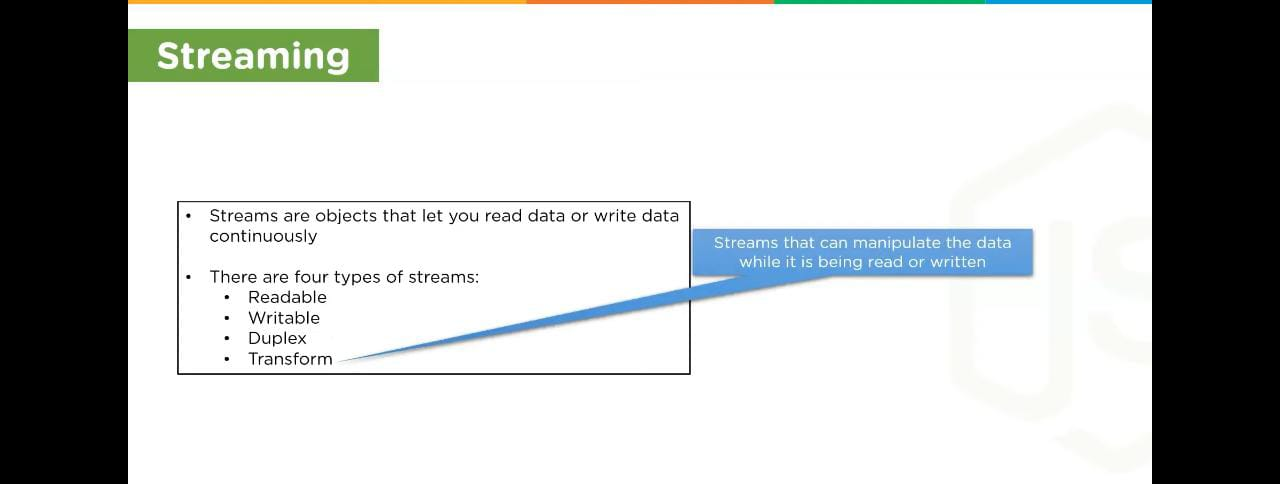 Streaming
• Streams are objects that let you read data or write data
continuously
• There are four types of streams:
• Readable
• Writable
• Duplex
• Transform
Streams that can manipulate the data
while it is being read or written
JS